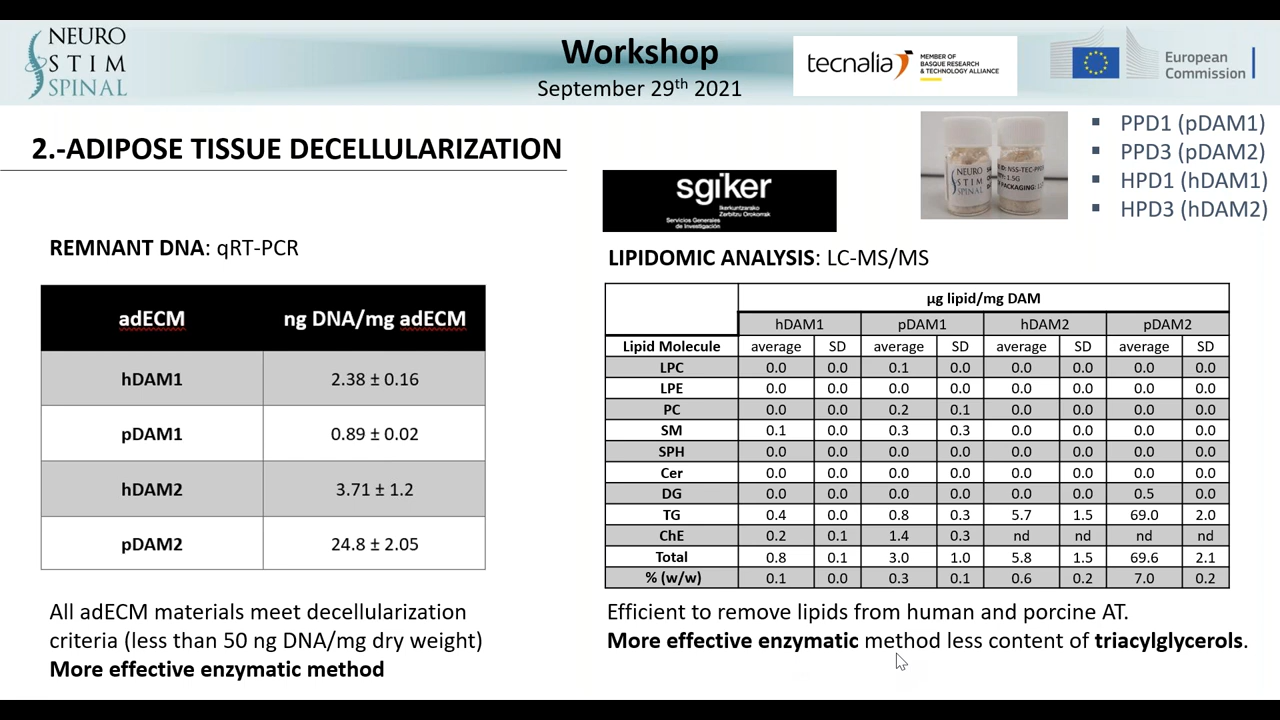 NEURO
STIM
SPINAL
Workshop
September 29th 2021
tecnalia
MEMBER OF
BASQUE RESEARCH
& TECHNOLOGY ALLIANCE
European
Commission
2.-ADIPOSE TISSUE DECELLULARIZATION
▪ PPD1 (pDAM1)
▪ PPD3 (pDAM2)
▪ HPD1 (hDAM1)
▪ HPD3 (hDAM2)
NEURO
STIM
SPINAL
sgiker
Ikerkuntzarako
Zerbitzu Orokorrak
Servicios Generales
de Investigación
REMNANT DNA: qRT-PCR
adECM ng DNA/mg adECM
hDAM1 2.38 ± 0.16
pDAM1 0.89 ± 0.02
hDAM2 3.71 ± 1.2
pDAM2 24.8 ± 2.05
All adECM materials meet decellularization
criteria (less than 50 ng DNA/mg dry weight)
More effective enzymatic method
LIPIDOMIC ANALYSIS: LC-MS/MS
µg lipid/mg DAM
hDAM1 pDAM1 hDAM2 pDAM2
Lipid Molecule average SD average SD average SD average SD
LPC 0.0 0.0 0.1 0.0 0.0 0.0 0.0 0.0
LPE 0.0 0.0 0.0 0.0 0.0 0.0 0.0 0.0
PC 0.0 0.0 0.2 0.1 0.0 0.0 0.0 0.0
SM 0.1 0.0 0.3 0.3 0.0 0.0 0.0 0.0
SPH 0.0 0.0 0.0 0.0 0.0 0.0 0.0 0.0
Cer 0.0 0.0 0.0 0.0 0.0 0.0 0.0 0.0
DG 0.0 0.0 0.0 0.0 0.0 0.0 0.5 0.0
TG 0.4 0.0 0.8 0.3 5.7 1.5 69.0 2.0
ChE 0.2 0.1 1.4 0.3 nd nd nd nd
Total 0.8 0.1 3.0 1.0 5.8 1.5 69.6 2.1
% (w/w) 0.1 0.0 0.3 0.1 0.6 0.2 7.0 0.2
Efficient to remove lipids from human and porcine AT.
More effective enzymatic method less content of triacylglycerols.